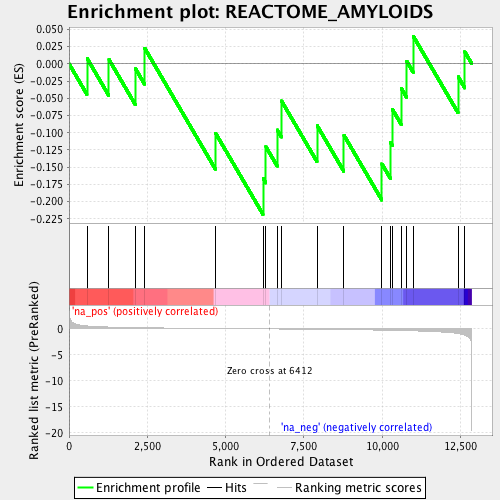 Enrichment plot: REACTOME_AMYLOIDS
Enrichment score (ES)
0.050
0.025
0.000
-0.025
-0.050
-0.075
-0.100
-0.125
-0.150
-0.175
-0.200
-0.225
'na_pos' (positively correlated)
Ranked list metric (PreRanked)
0
-5
-10
-15
-20
Zero cross at 6412
'na_neg' (negatively correlated)
0
2,500
5,000
7,500
10,000
12,500
Rank in Ordered Dataset
Enrichment profile
Hits
Ranking metric scores